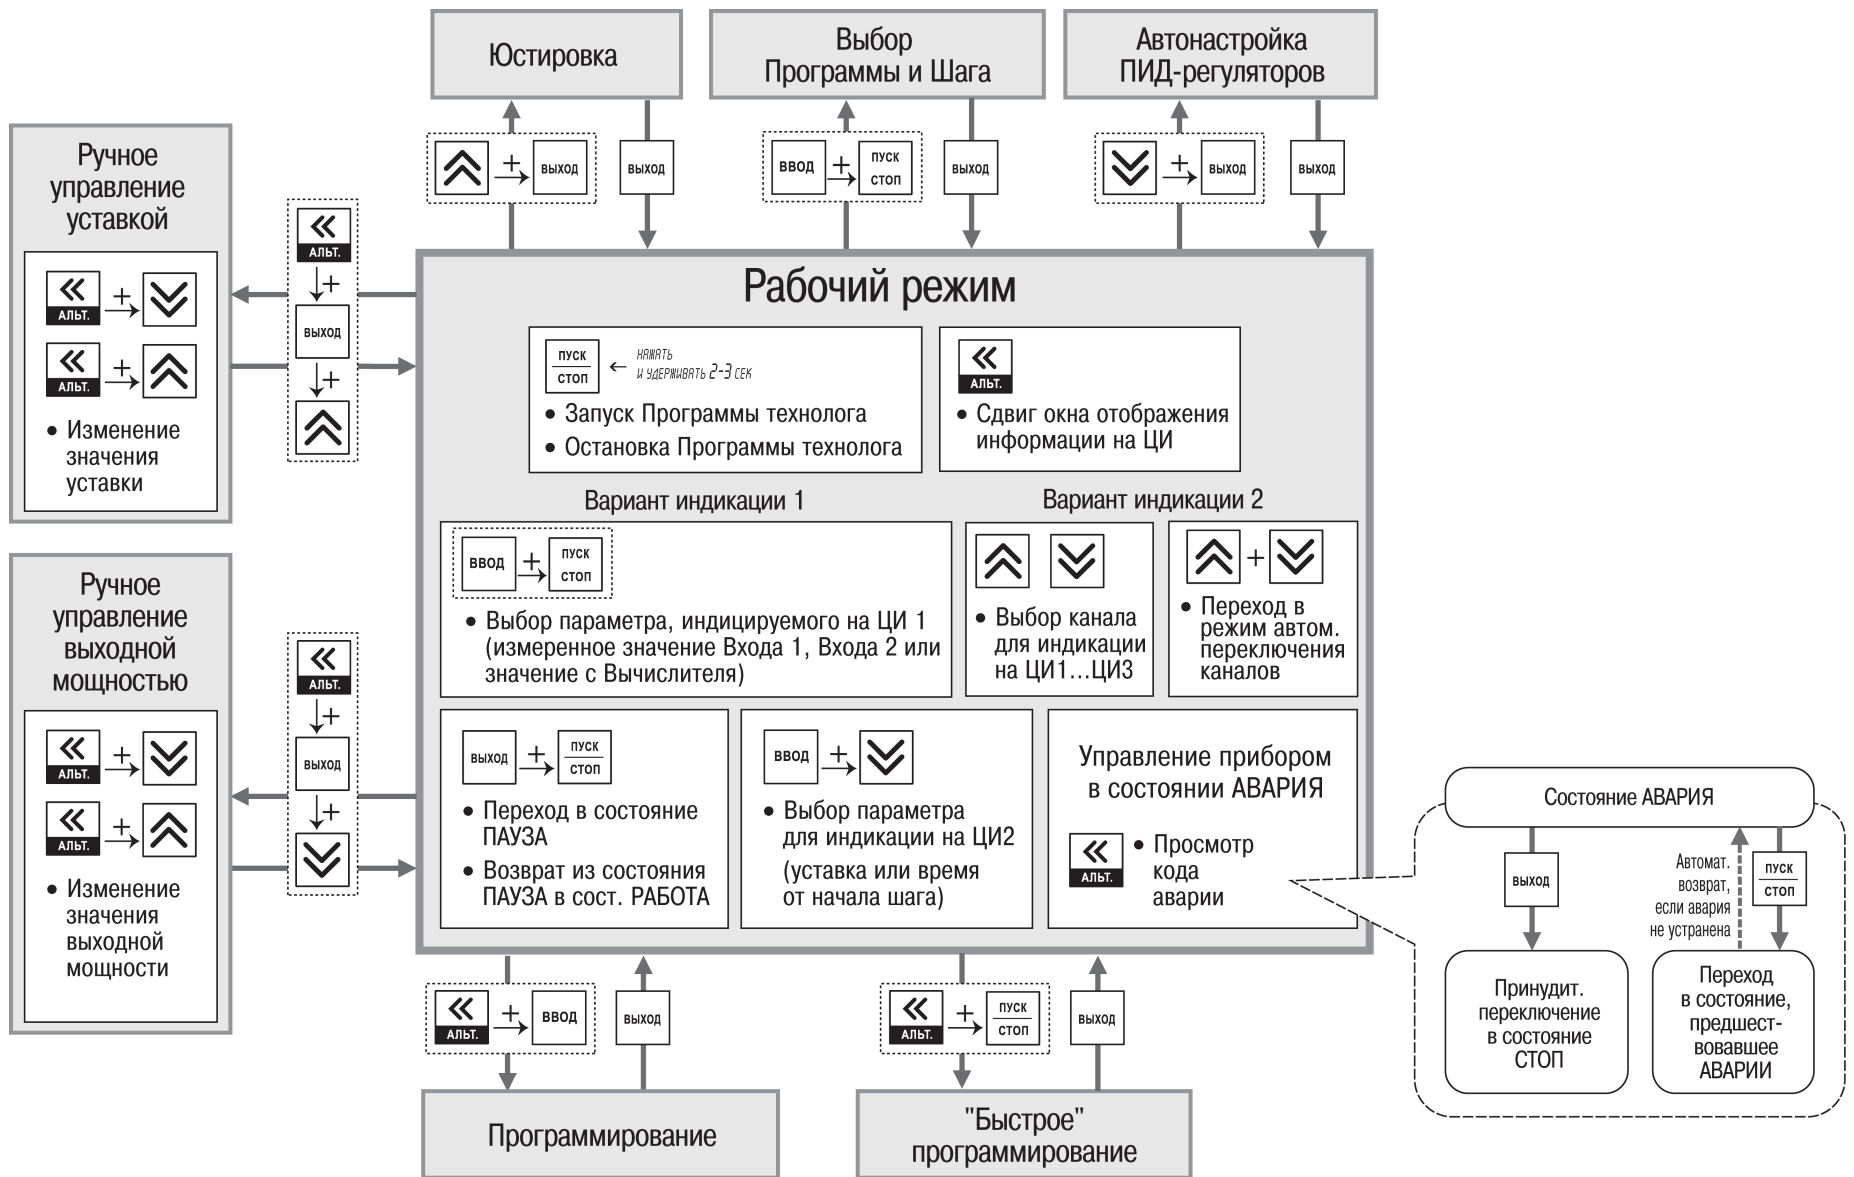 Юстировка
Выбор
Программы и Шага
Автонастройка
ПИД-регуляторов
ВЫХОД
ВЫХОД
ВВОД
ПУСК
СТОП
ВЫХОД
ВЫХОД
ВЫХОД
Ручное
управление
уставкой
АЛЬТ.
АЛЬТ.
Изменение
значения
уставки
АЛЬТ.
ВЫХОД
Ручное
управление
выходной
мощностью
АЛЬТ.
АЛЬТ.
Изменение
значения
выходной
мощности
АЛЬТ.
ВЫХОД
Рабочий режим
ПУСК
СТОП
НАЖАТЬ
И УДЕРЖИВАТЬ 2-3 СЕК
Запуск Программы технолога
Остановка Программы технолога
АЛЬТ.
Сдвиг окна отображения
информации на ЦИ
Вариант индикации 1
ВВОД
ПУСК
СТОП
Выбор параметра, индицируемого на ЦИ 1
(измеренное значение Входа 1, Входа 2 или
значение с Вычислителя)
Вариант индикации 2
Выбор канала
для индикации
на ЦИ1...ЦИ3
+
Переход в
режим автом.
переключения
каналов
ВЫХОД
ПУСК
СТОП
Переход в состояние
ПАУЗА
Возврат из состояния
ПАУЗА в сост. РАБОТА
ВВОД
Выбор параметра
для индикации на ЦИ2
(уставка или время
от начала шага)
Управление прибором
в состоянии АВАРИЯ
АЛЬТ.
Просмотр
кода
аварии
Состояние АВАРИЯ
ВЫХОД
Автомат.
возврат,
если авария
не устранена
ПУСК
СТОП
Принудит.
переключение
в состояние
СТОП
Переход
в состояние,
предшест-
вовавшее
АВАРИИ
АЛЬТ.
ВВОД
ВЫХОД
АЛЬТ.
ПУСК
СТОП
ВЫХОД
Программирование
"Быстрое"
программирование